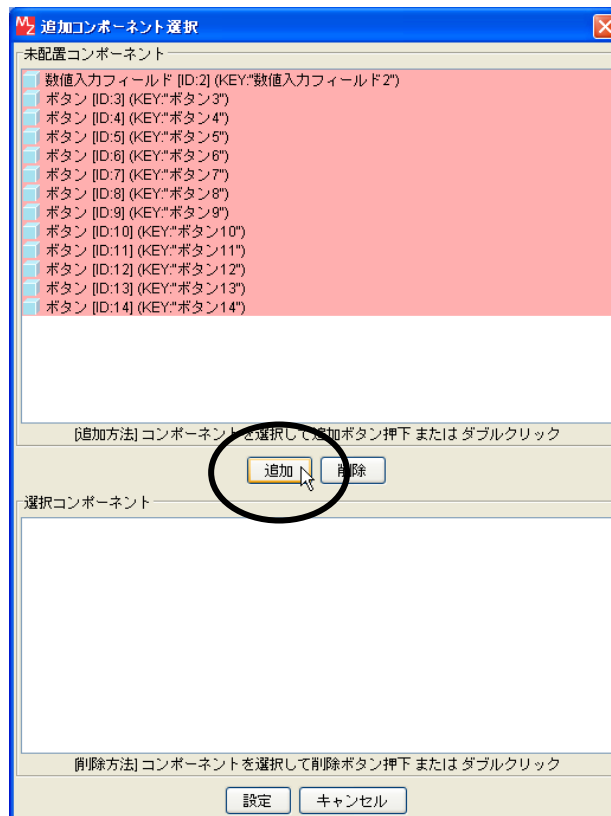 MZ 追加コンポーネント選択
未配置コンポーネント
数値入力フィールド [ID:2] (KEY:"数値入力フィールド2")
ボタン [ID:3] (KEY:"ボタン3")
ボタン [ID:4] (KEY:"ボタン4")
ボタン [ID:5] (KEY:"ボタン5")
ボタン [ID:6] (KEY:"ボタン6")
ボタン [ID:7] (KEY:"ボタン7")
ボタン [ID:8] (KEY:"ボタン8")
ボタン [ID:9] (KEY:"ボタン9")
ボタン [ID:10] (KEY:"ボタン10")
ボタン [ID:11] (KEY:"ボタン11")
ボタン [ID:12] (KEY:"ボタン12")
ボタン [ID:13] (KEY:"ボタン13")
ボタン [ID:14] (KEY:"ボタン14")
[追加方法] コンポーネントを選択して追加ボタン押下 または ダブルクリック
追加 削除
選択コンポーネント
[削除方法] コンポーネントを選択して削除ボタン押下 または ダブルクリック
設定 キャンセル